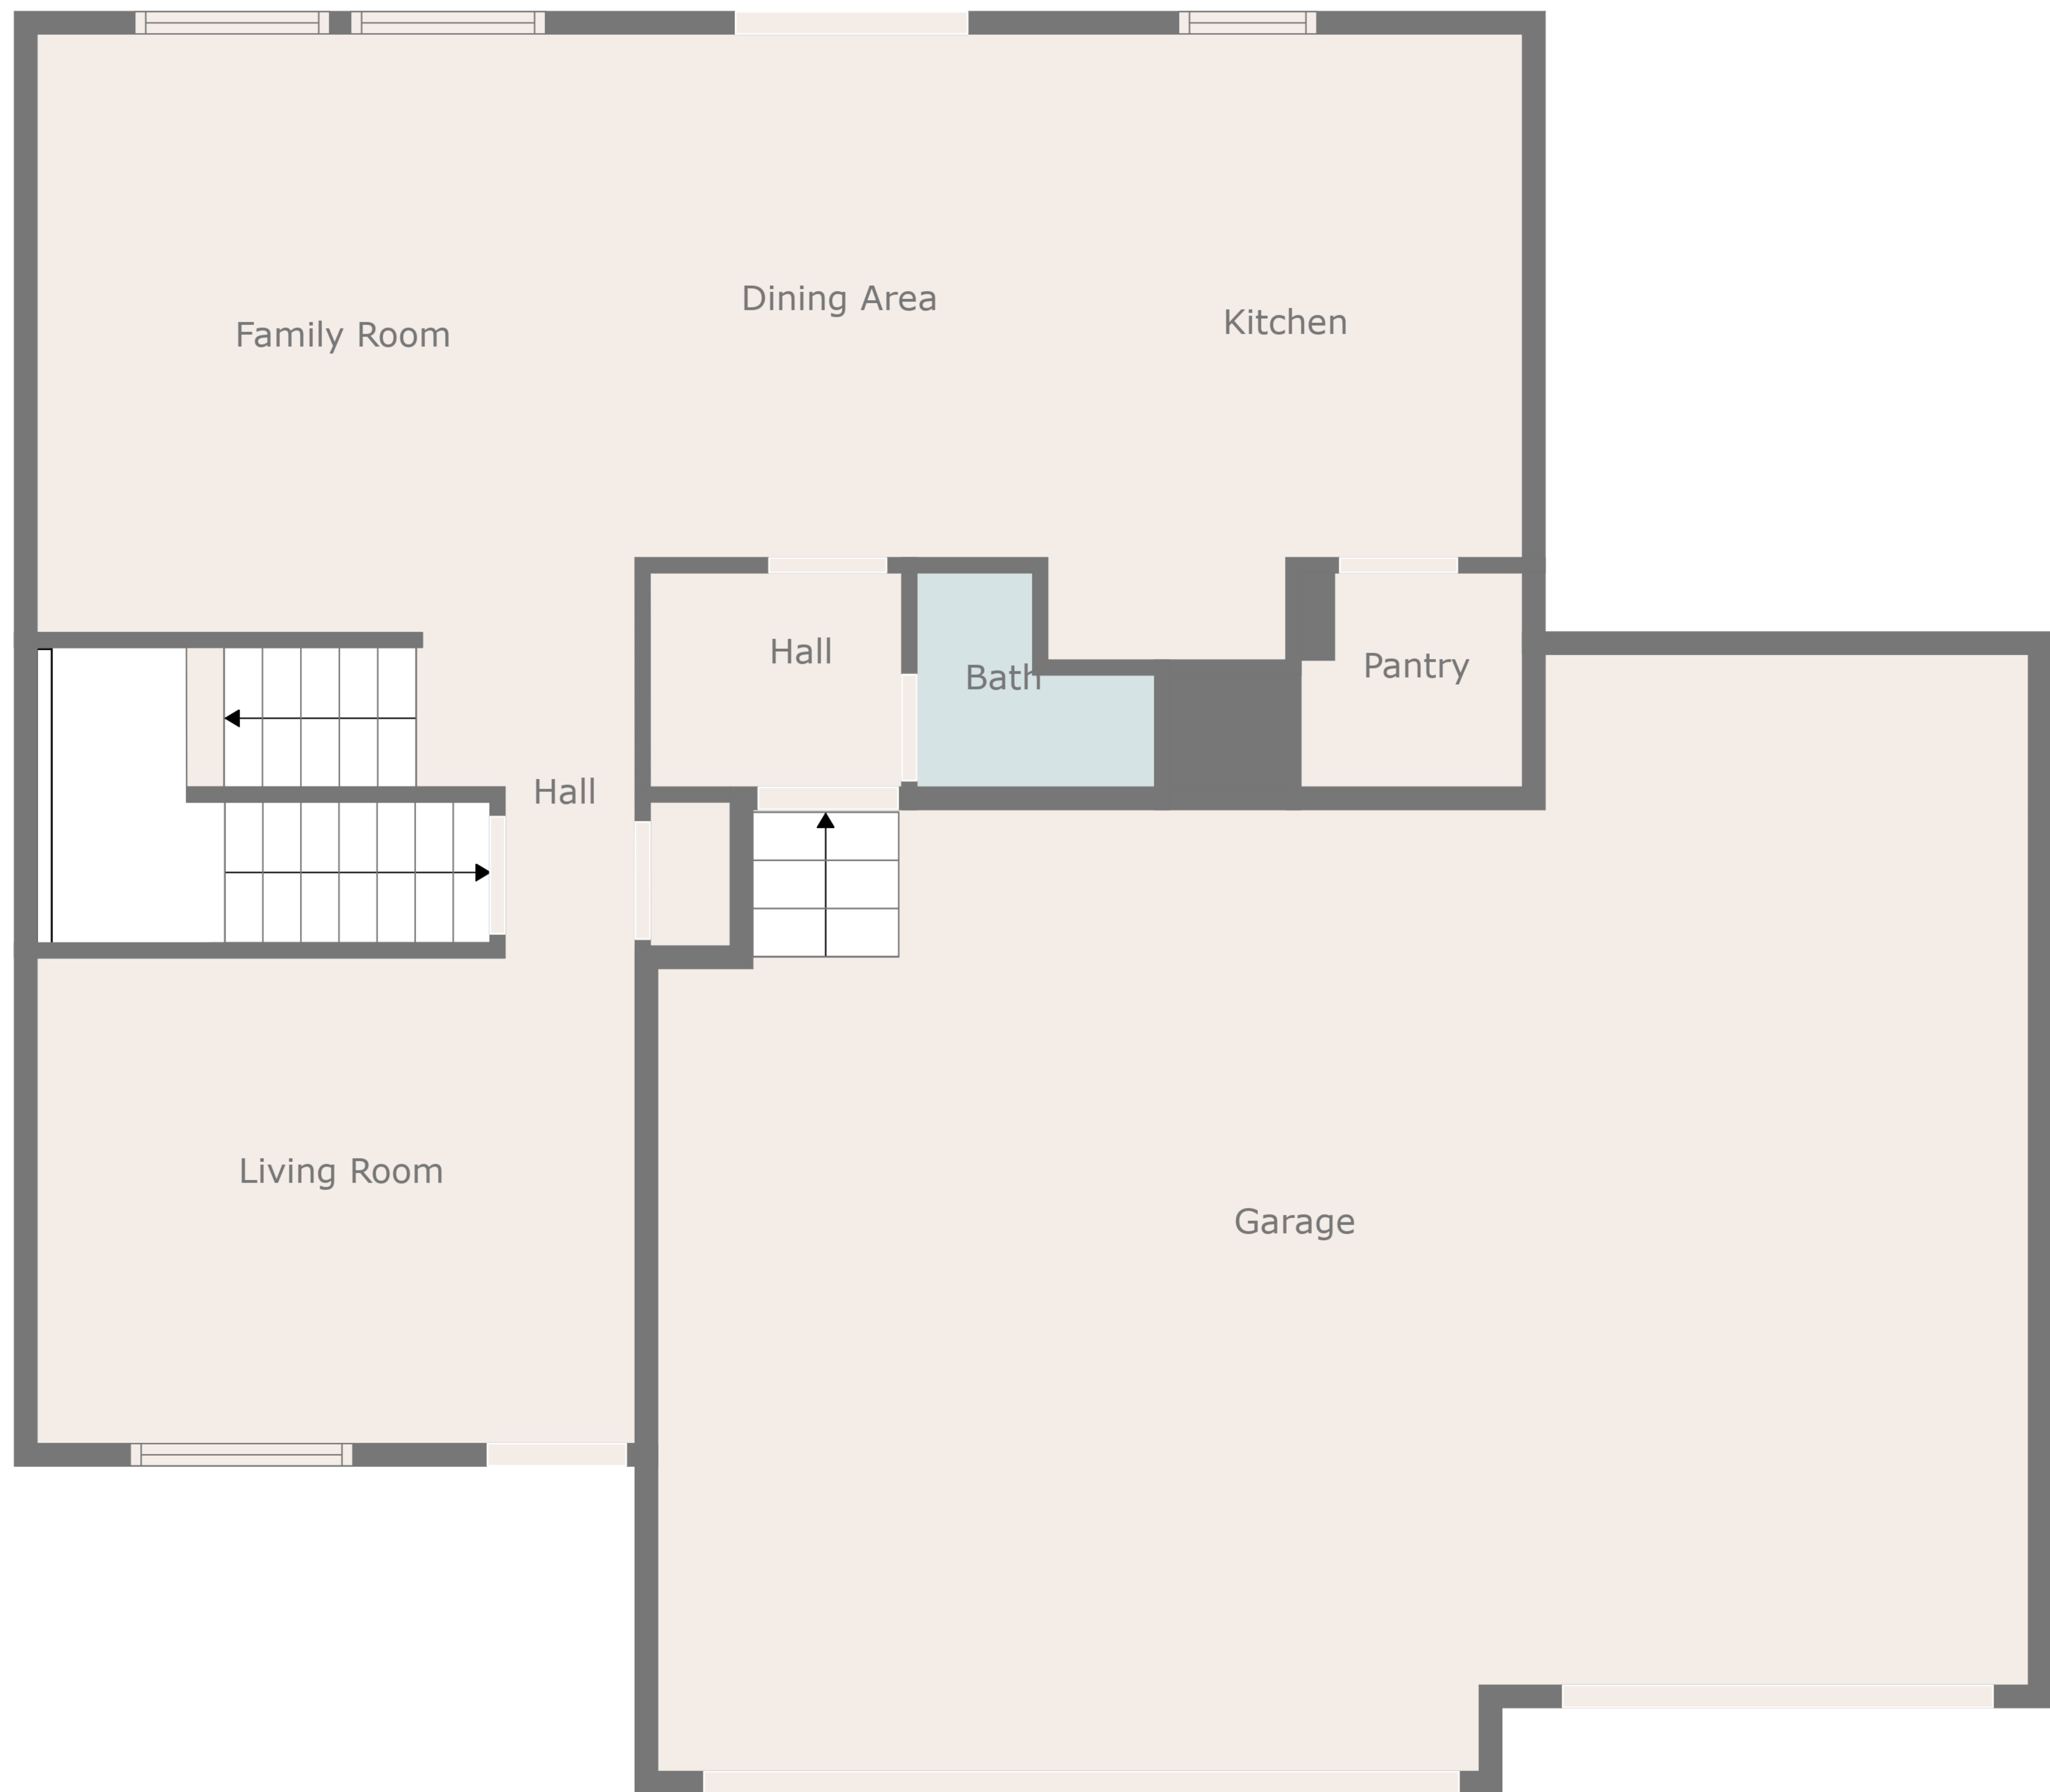 Dining Area
Kitchen
Family Room
Hall
Bath
Pantry
Hall
Living Room
Garage